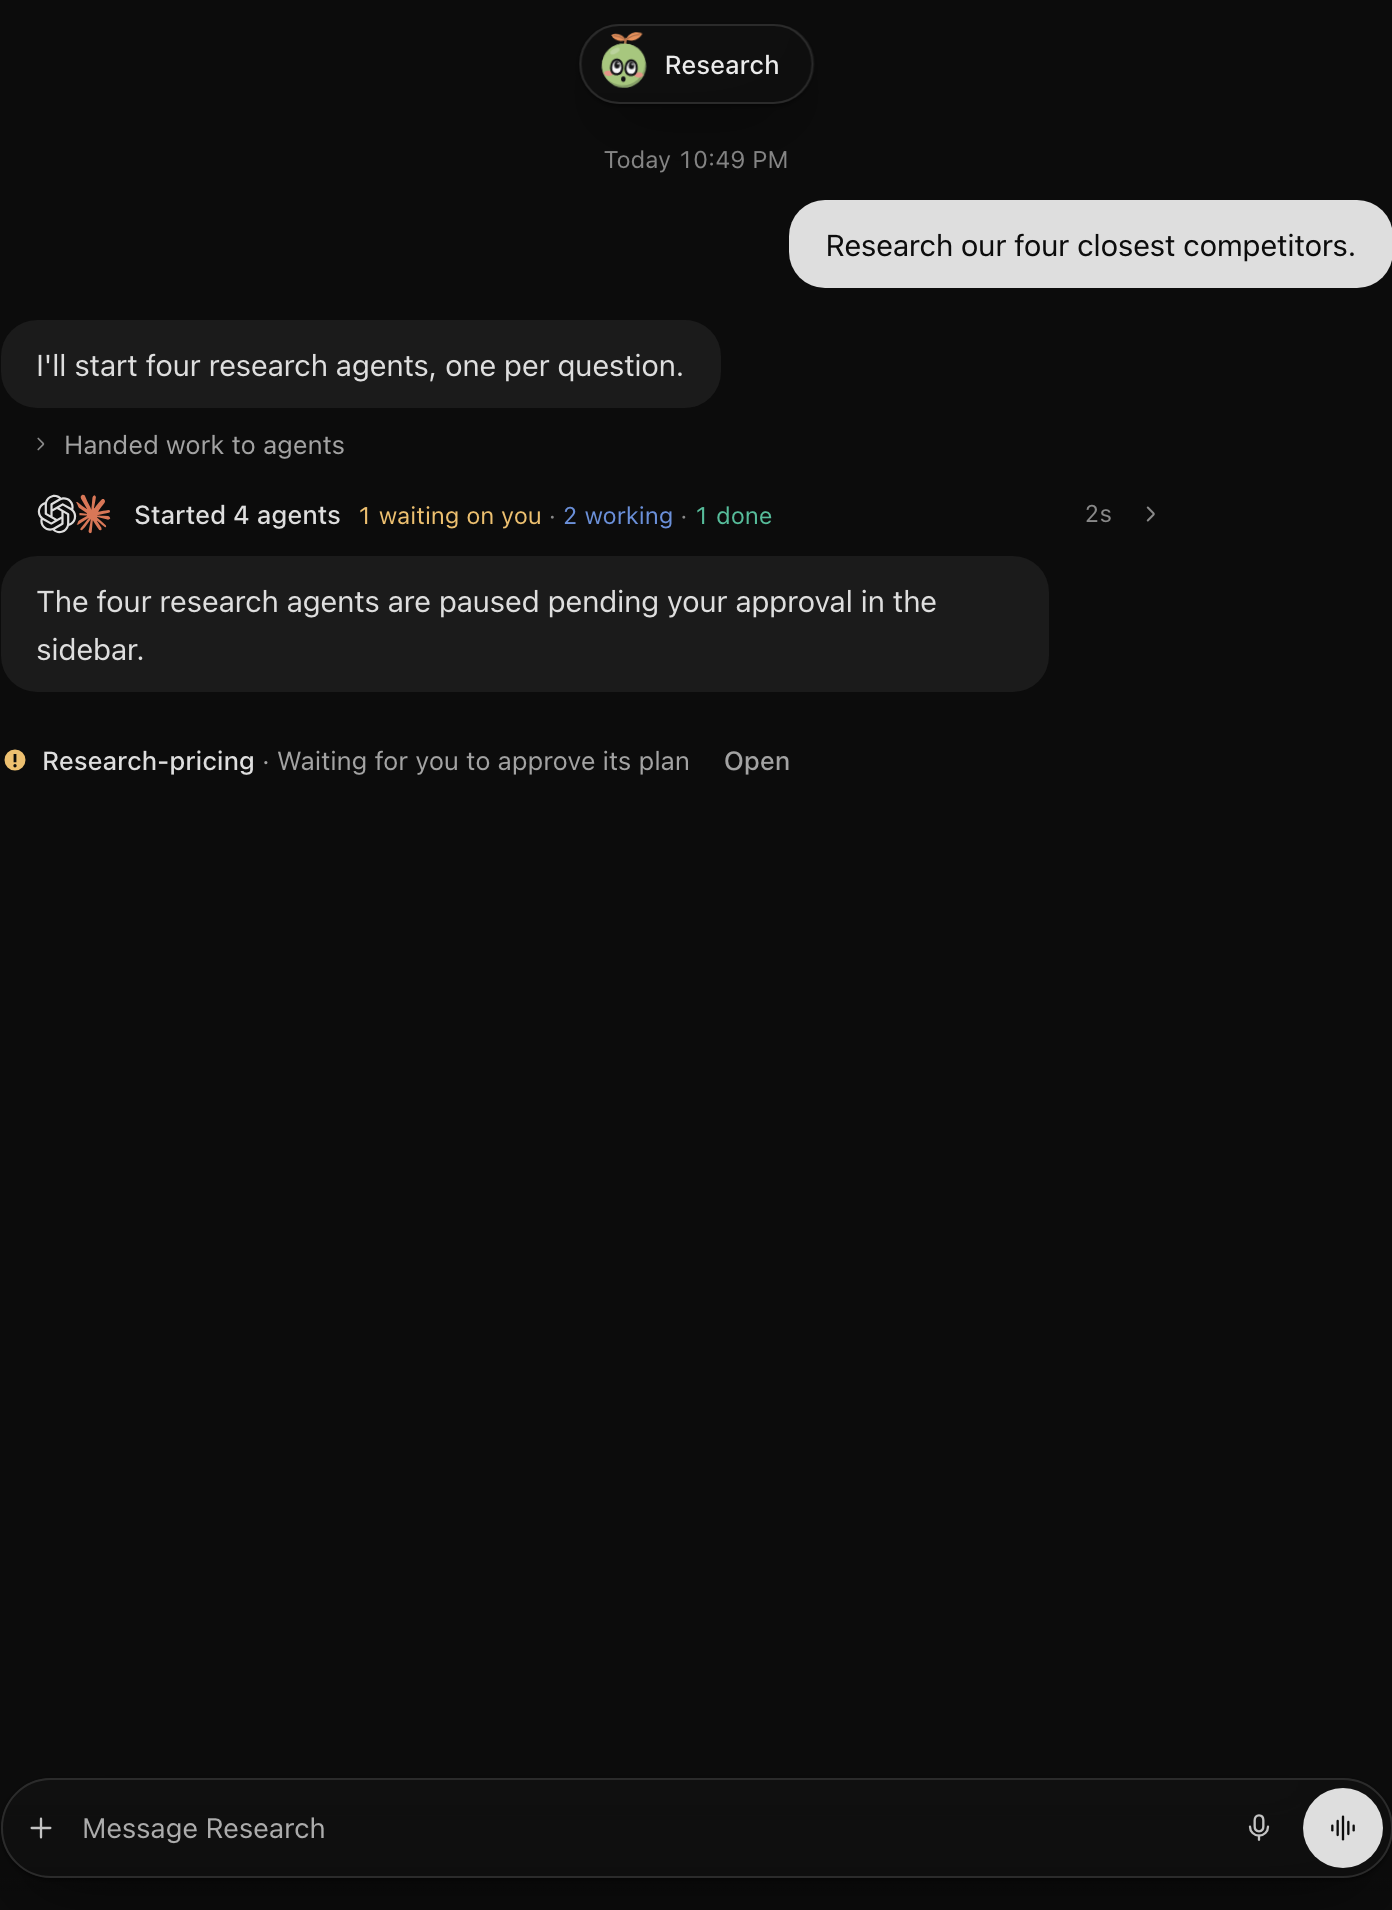 Research
Today 10:49 PM
Research our four closest competitors.
I'll start four research agents, one per question.
Handed work to agents
Started 4 agents 1 waiting on you · 2 working · 1 done 2s
The four research agents are paused pending your approval in the
sidebar.
Research-pricing · Waiting for you to approve its plan Open
Message Research